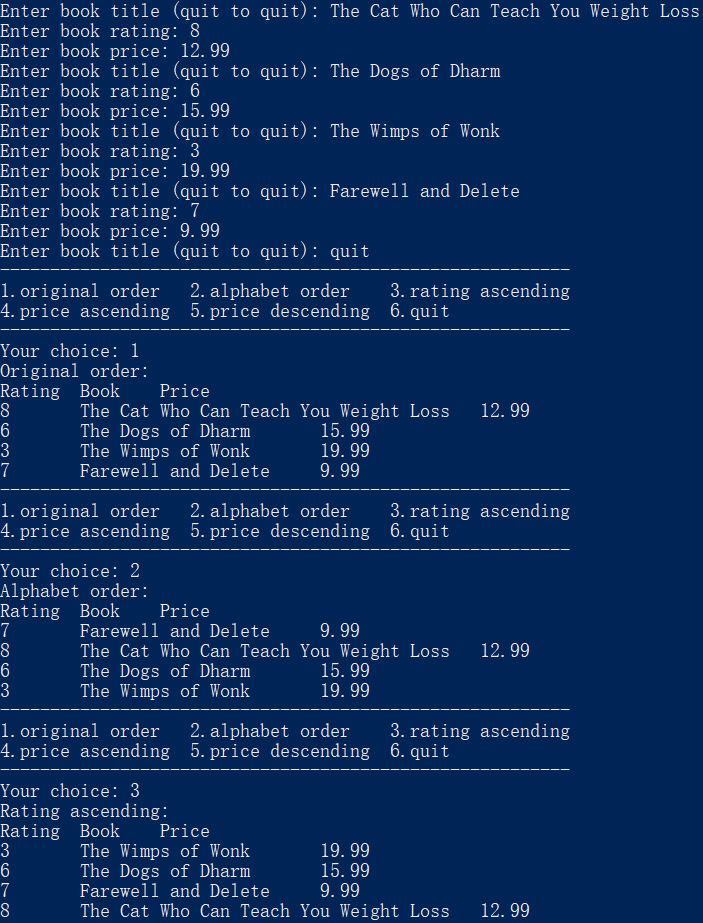 Enter book title (quit to quit): The Cat Who Can Teach You Weight Loss
Enter book rating: 8
Enter book price: 12.99
Enter book title (quit to quit): The Dogs of Dharm
Enter book rating: 6
Enter book price: 15.99
Enter book title (quit to quit): The Wimps of Wonk
Enter book rating: 3
Enter book price: 19.99
Enter book title (quit to quit): Farewell and Delete
Enter book rating: 7
Enter book price: 9.99
Enter book title (quit to quit): quit
---------------------------------------------------------
1.original order   2.alphabet order    3.rating ascending
4.price ascending  5.price descending  6.quit
---------------------------------------------------------
Your choice: 1
Original order:
Rating  Book    Price
8       The Cat Who Can Teach You Weight Loss   12.99
6       The Dogs of Dharm       15.99
3       The Wimps of Wonk       19.99
7       Farewell and Delete     9.99
---------------------------------------------------------
1.original order   2.alphabet order    3.rating ascending
4.price ascending  5.price descending  6.quit
---------------------------------------------------------
Your choice: 2
Alphabet order:
Rating  Book    Price
7       Farewell and Delete     9.99
8       The Cat Who Can Teach You Weight Loss   12.99
6       The Dogs of Dharm       15.99
3       The Wimps of Wonk       19.99
---------------------------------------------------------
1.original order   2.alphabet order    3.rating ascending
4.price ascending  5.price descending  6.quit
---------------------------------------------------------
Your choice: 3
Rating ascending:
Rating  Book    Price
3       The Wimps of Wonk       19.99
6       The Dogs of Dharm       15.99
7       Farewell and Delete     9.99
8       The Cat Who Can Teach You Weight Loss   12.99